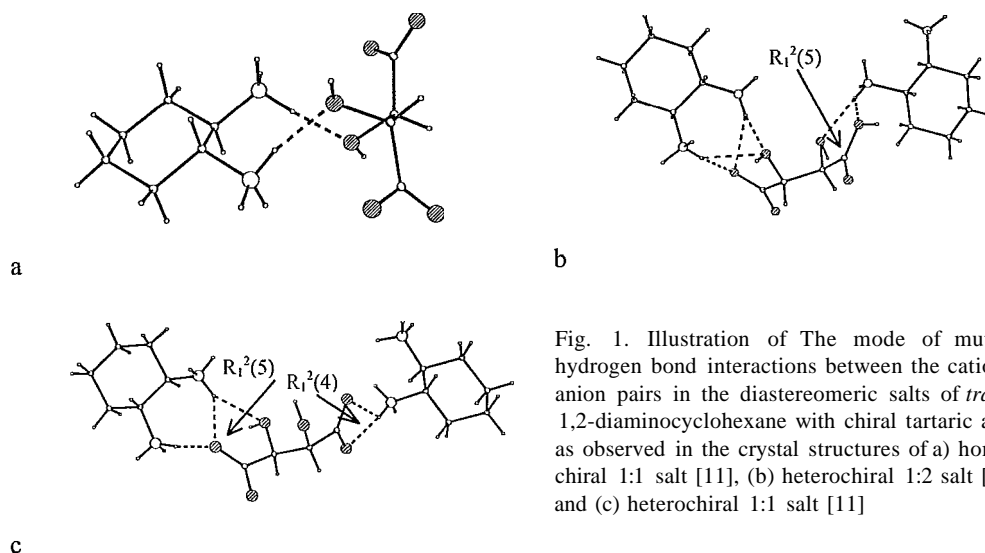 R₁²(5)
a
b
R₁²(5)
R₁²(4)
c
Fig. 1. Illustration of The mode of mut
hydrogen bond interactions between the catio
anion pairs in the diastereomeric salts of tra
1,2-diaminocyclohexane with chiral tartaric a
as observed in the crystal structures of a) hor
chiral 1:1 salt [11], (b) heterochiral 1:2 salt [
and (c) heterochiral 1:1 salt [11]